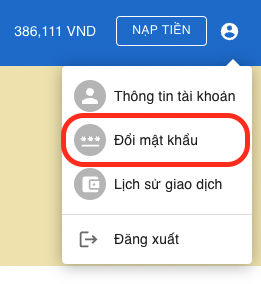 386,111 VND
NẠP TIỀN
Thông tin tài khoản
Đổi mật khẩu
Lịch sử giao dịch
Đăng xuất